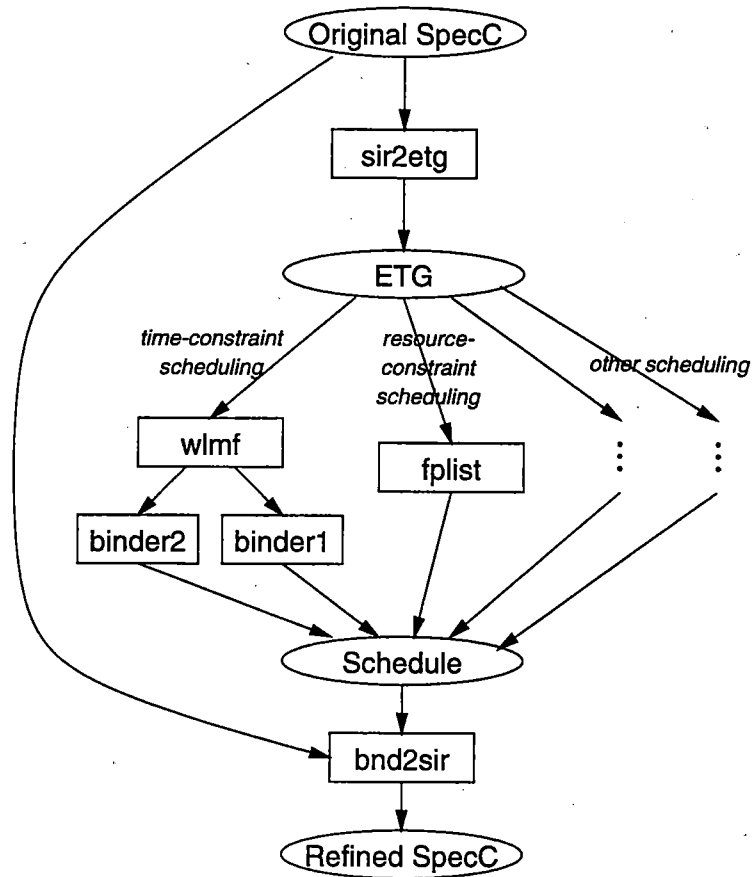 Original SpecC
sir2etg
ETG
time-constraint
scheduling
resource-
constraint
scheduling
other scheduling
wlmf
fplist
binder2
binder1
Schedule
bnd2sir
Refined SpecC